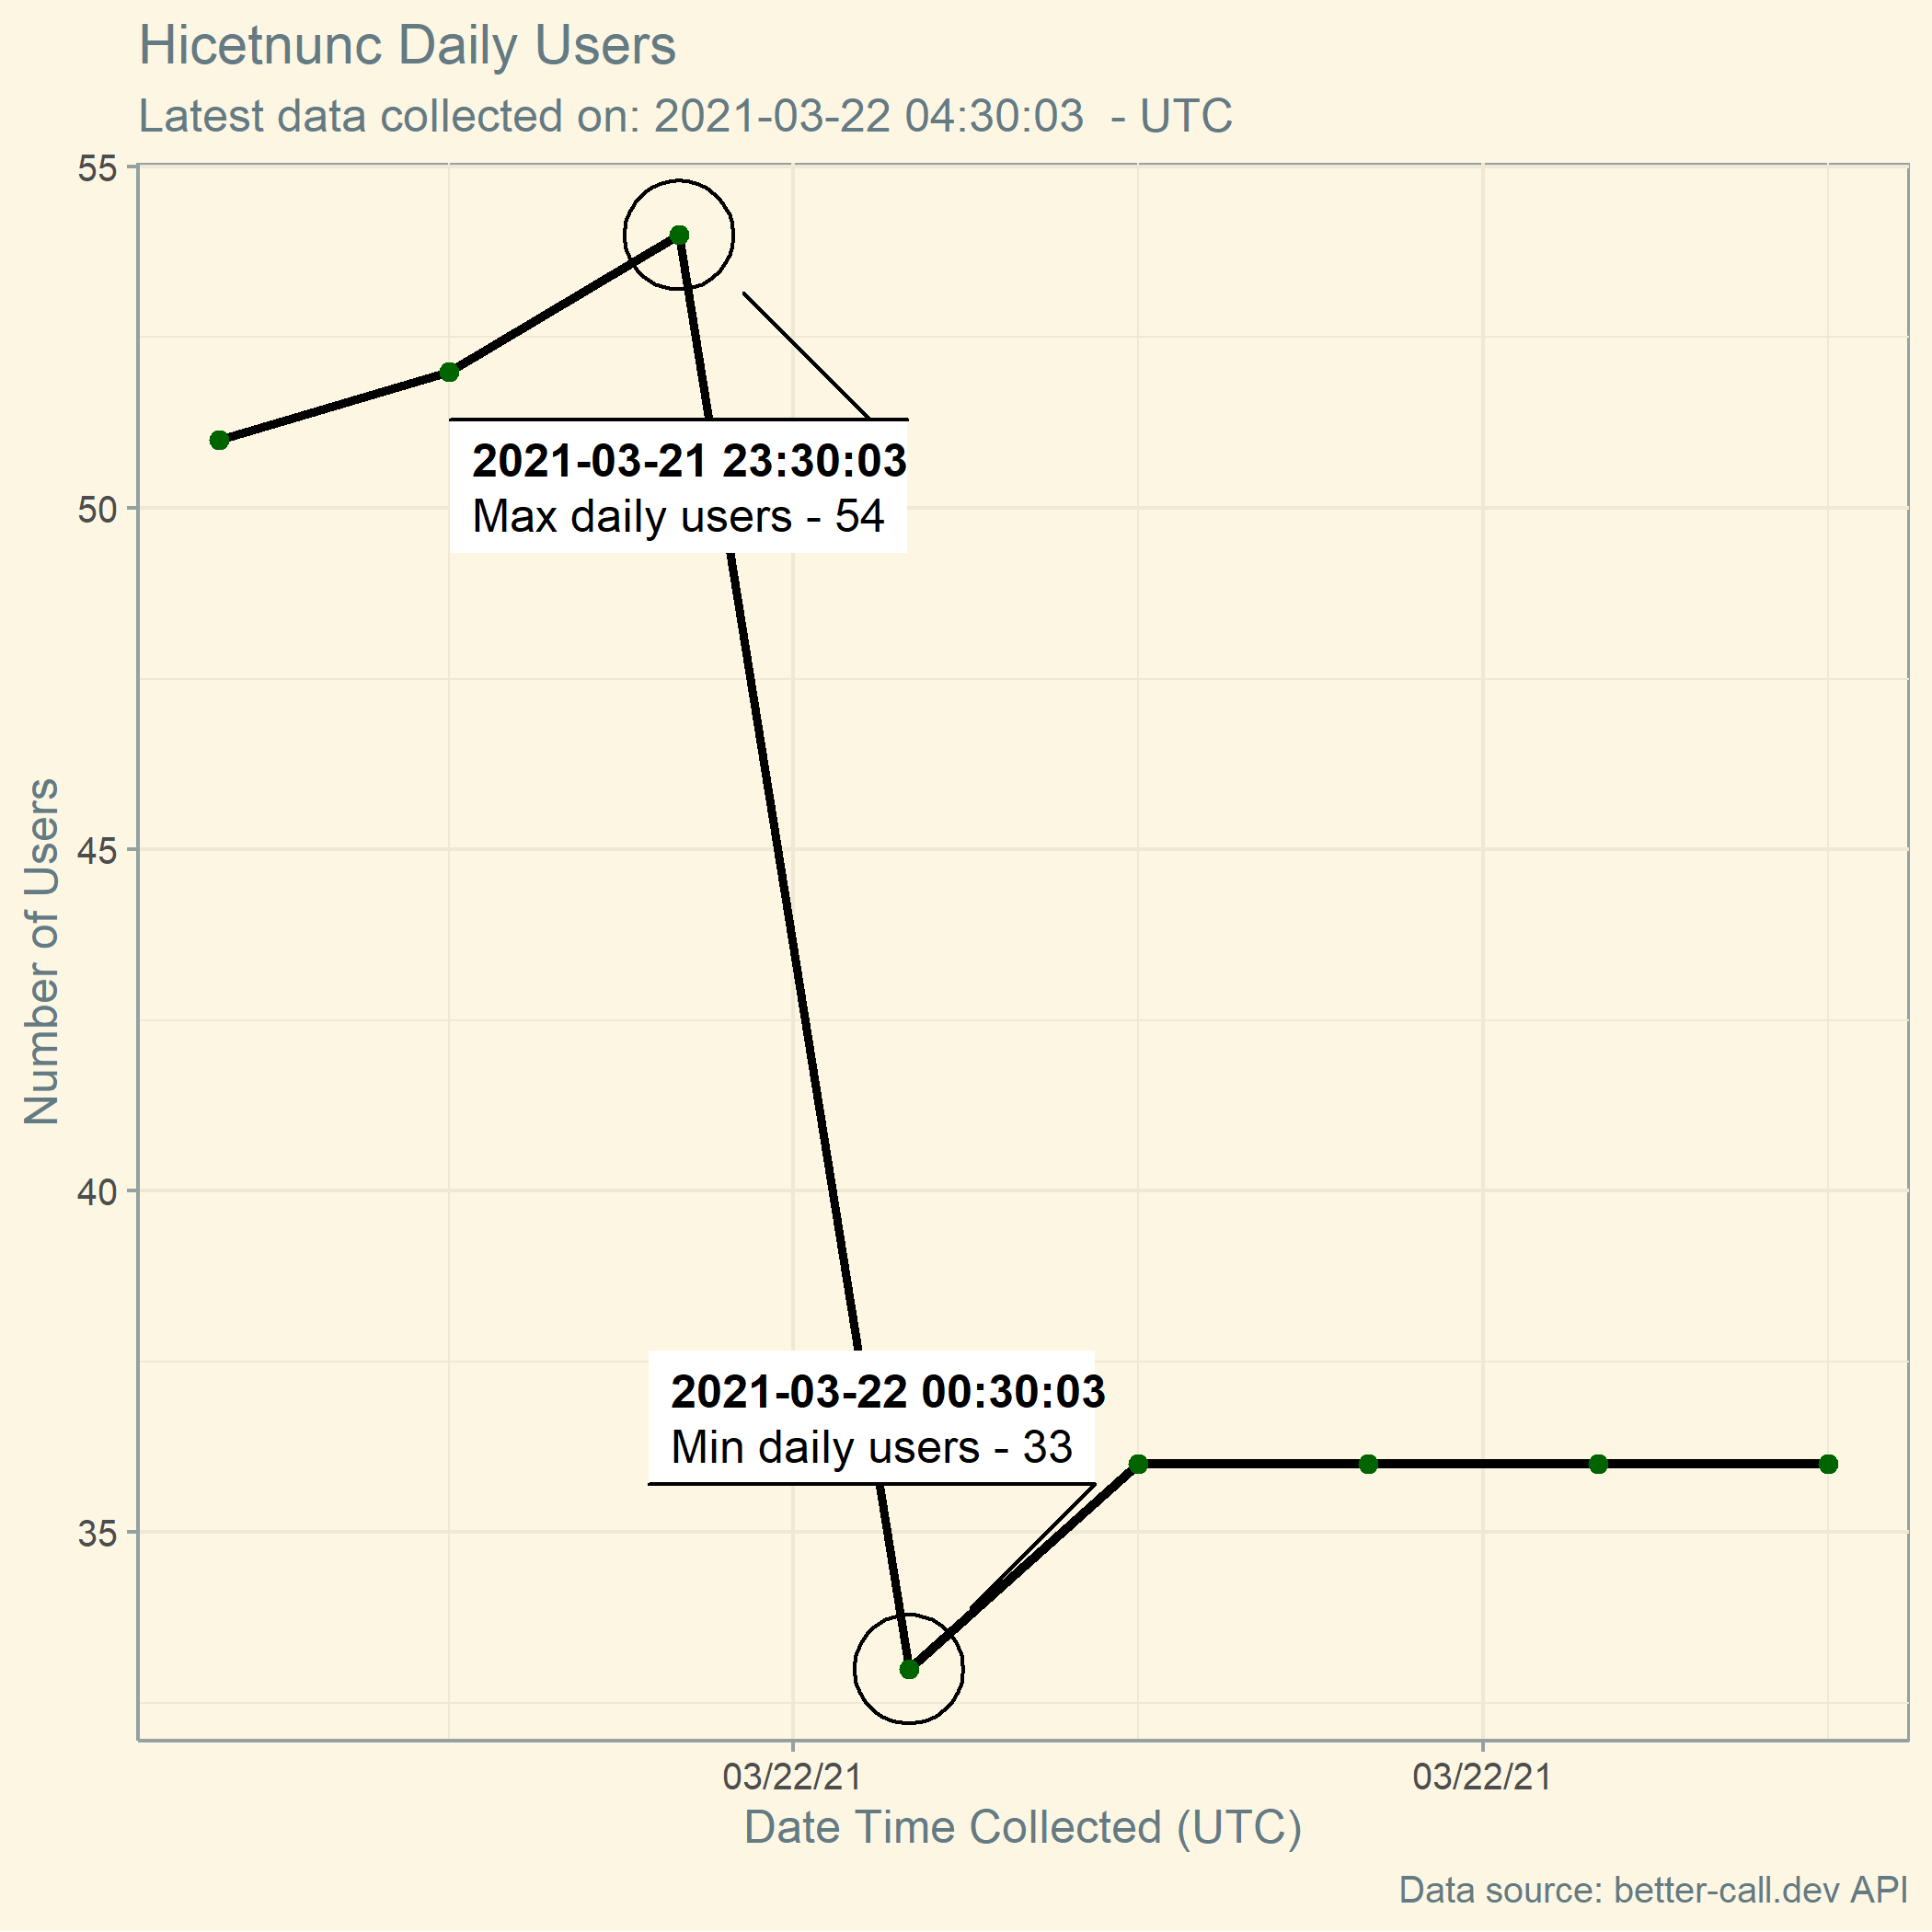 Hicetnunc Daily Users
Latest data collected on: 2021-03-22 04:30:03  - UTC
55
50
45
40
35
Number of Users
2021-03-21 23:30:03
Max daily users - 54
2021-03-22 00:30:03
Min daily users - 33
03/22/21
03/22/21
Date Time Collected (UTC)
Data source: better-call.dev API